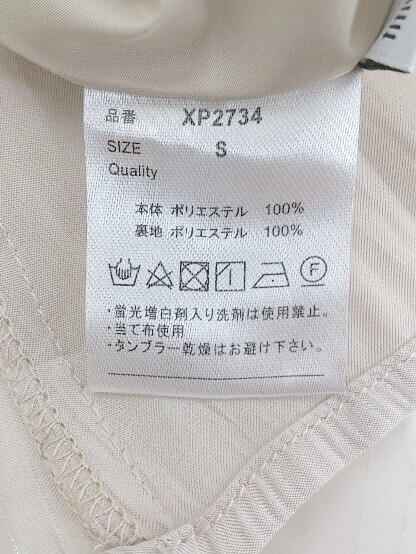 品番 XP2734
SIZE S
Quality
本体 ポリエステル 100%
裏地 ポリエステル 100%
・蛍光増白剤入り洗剤は使用禁止。
・当て布使用
・タンブラー乾燥はお避け下さい。